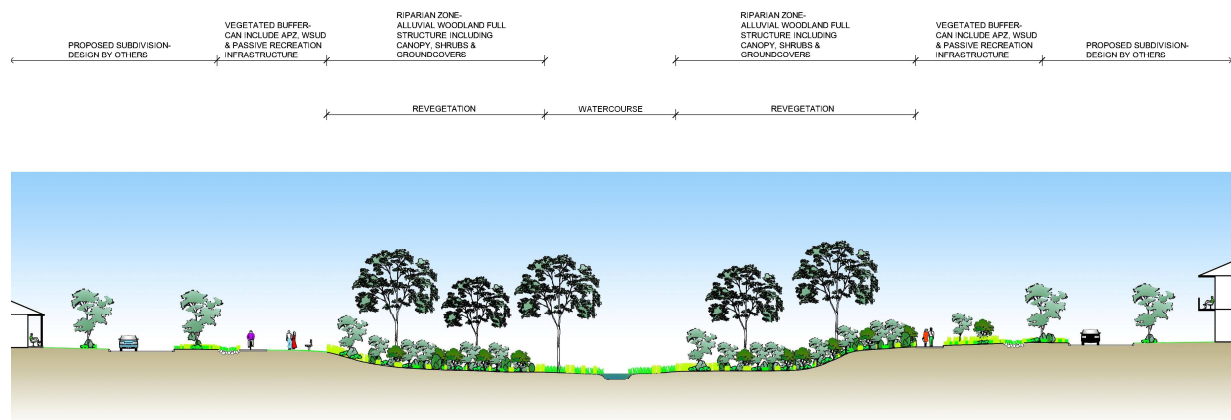 PROPOSED SUBDIVISION-
DESIGN BY OTHERS
VEGETATED BUFFER-
CAN INCLUDE APZ, WSUD
& PASSIVE RECREATION
INFRASTRUCTURE
RIPARIAN ZONE-
ALLUVIAL WOODLAND FULL
STRUCTURE INCLUDING
CANOPY, SHRUBS &
GROUNDCOVERS
RIPARIAN ZONE-
ALLUVIAL WOODLAND FULL
STRUCTURE INCLUDING
CANOPY, SHRUBS &
GROUNDCOVERS
VEGETATED BUFFER-
CAN INCLUDE APZ, WSUD
& PASSIVE RECREATION
INFRASTRUCTURE
PROPOSED SUBDIVISION-
DESIGN BY OTHERS
REVEGETATION
WATERCOURSE
REVEGETATION